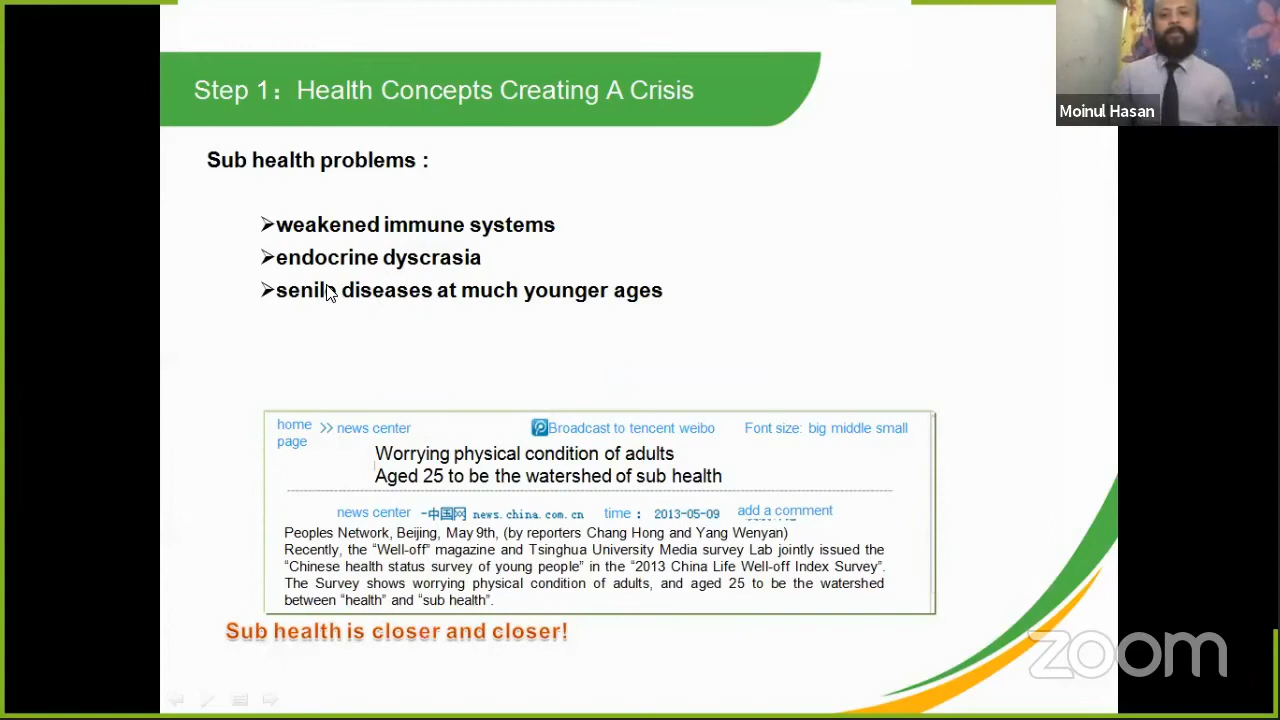 Step 1：Health Concepts Creating A Crisis
Moinul Hasan
Sub health problems :
➢weakened immune systems
➢endocrine dyscrasia
➢senile diseases at much younger ages
home page >> news center
Broadcast to tencent weibo
Font size: big middle small
Worrying physical condition of adults
Aged 25 to be the watershed of sub health
news center -中国网 news.china.com.cn time : 2013-05-09 add a comment
Peoples Network, Beijing, May 9th, (by reporters Chang Hong and Yang Wenyan)
Recently, the “Well-off” magazine and Tsinghua University Media survey Lab jointly issued the
“Chinese health status survey of young people” in the “2013 China Life Well-off Index Survey”.
The Survey shows worrying physical condition of adults, and aged 25 to be the watershed
between “health” and “sub health”.
Sub health is closer and closer!
zoom